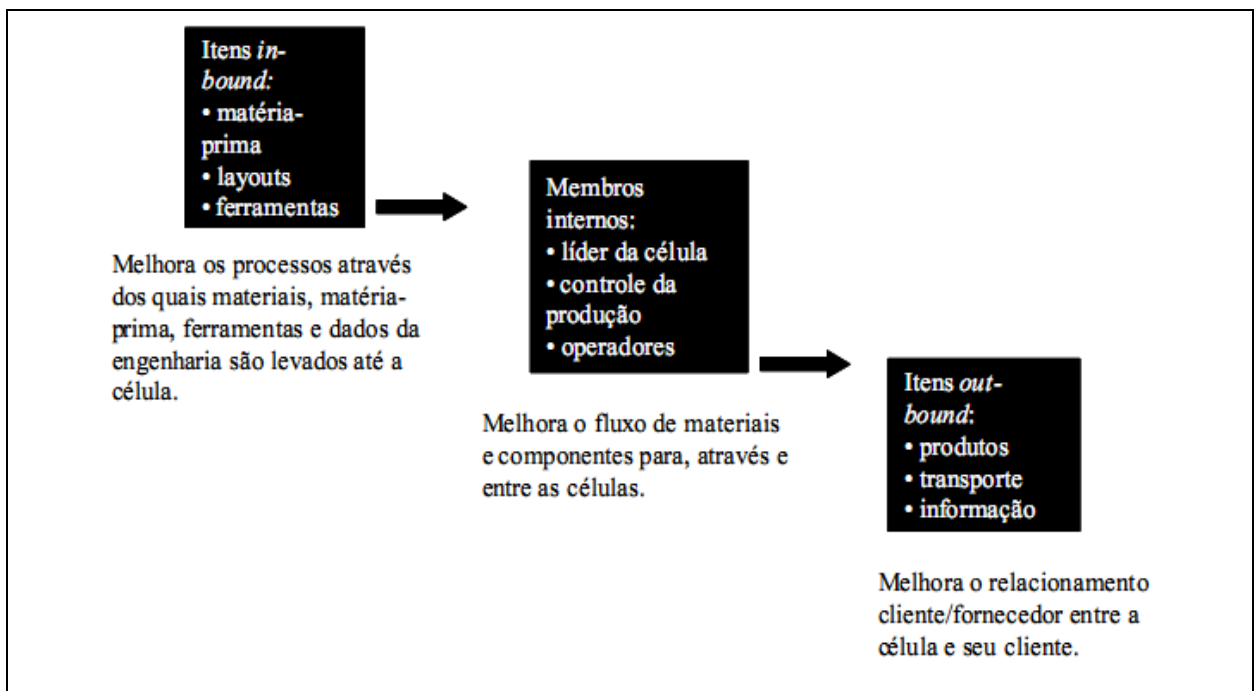 Itens in-
bound:
• matéria-
prima
• layouts
• ferramentas
Melhora os processos através
dos quais materiais, matéria-
prima, ferramentas e dados da
engenharia são levados até a
célula.
Membros
internos:
• líder da célula
• controle da
produção
• operadores
Melhora o fluxo de materiais
e componentes para, através e
entre as células.
Itens out-
bound:
• produtos
• transporte
• informação
Melhora o relacionamento
cliente/fornecedor entre a
célula e seu cliente.